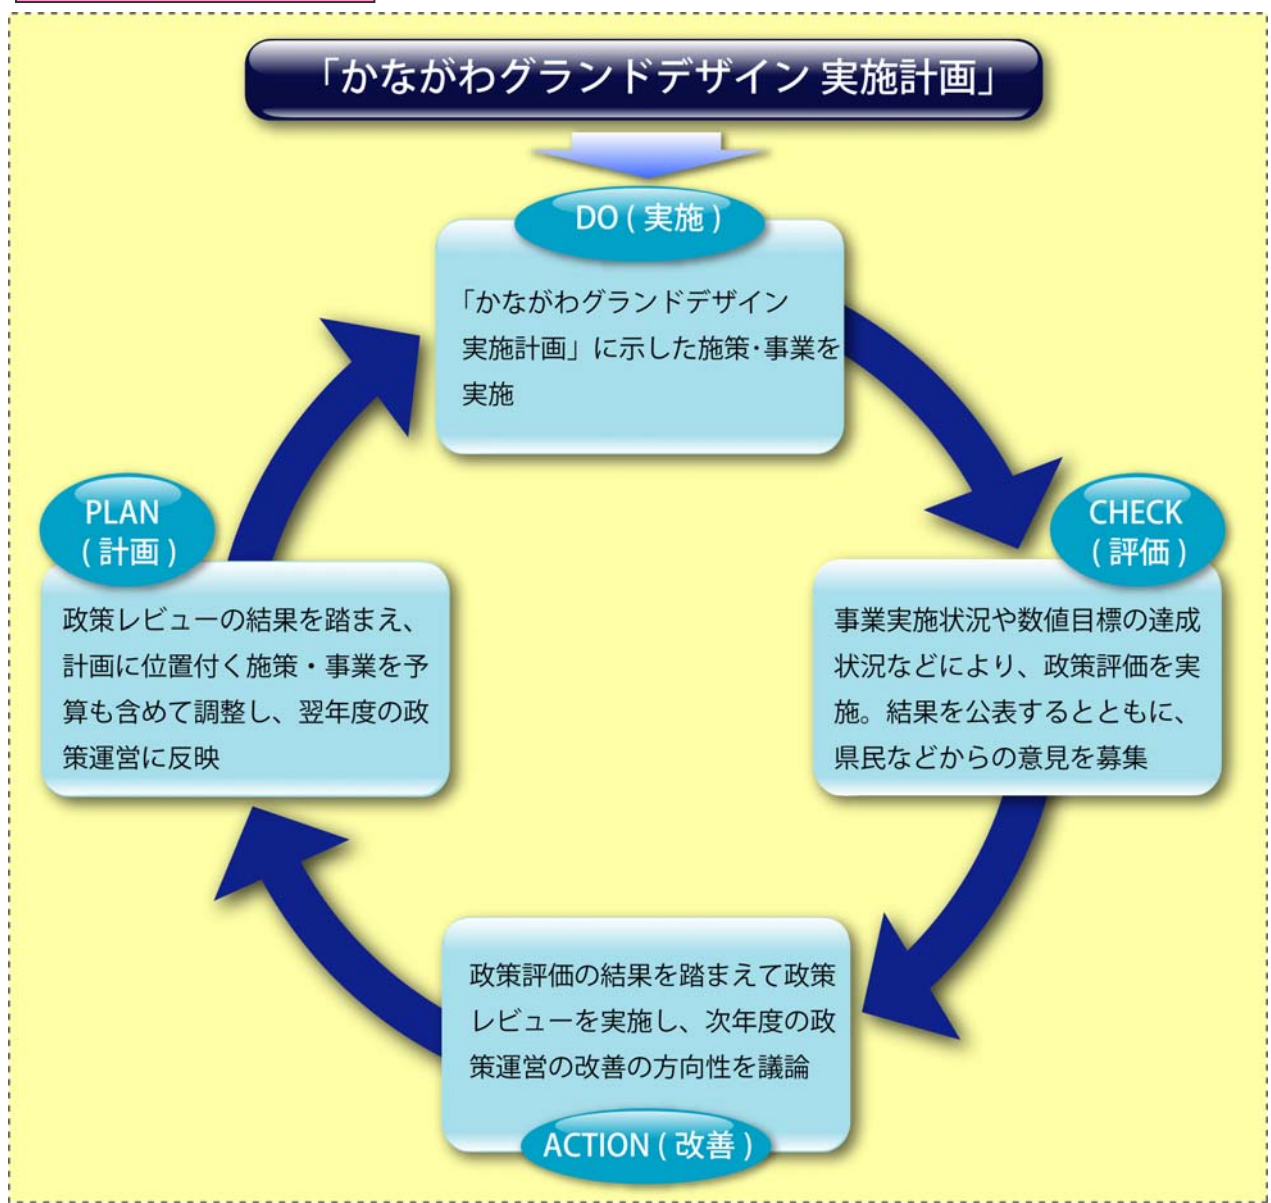 「かながわグランドデザイン 実施計画」
DO ( 実施 )
「かながわグランドデザイン
実施計画」に示した施策･事業を
実施
CHECK
( 評価 )
事業実施状況や数値目標の達成
状況などにより、政策評価を実
施。結果を公表するとともに、
県民などからの意見を募集
政策評価の結果を踏まえて政策
レビューを実施し、次年度の政
策運営の改善の方向性を議論
ACTION ( 改善 )
PLAN
( 計画 )
政策レビューの結果を踏まえ、
計画に位置付く施策・事業を予
算も含めて調整し、翌年度の政
策運営に反映